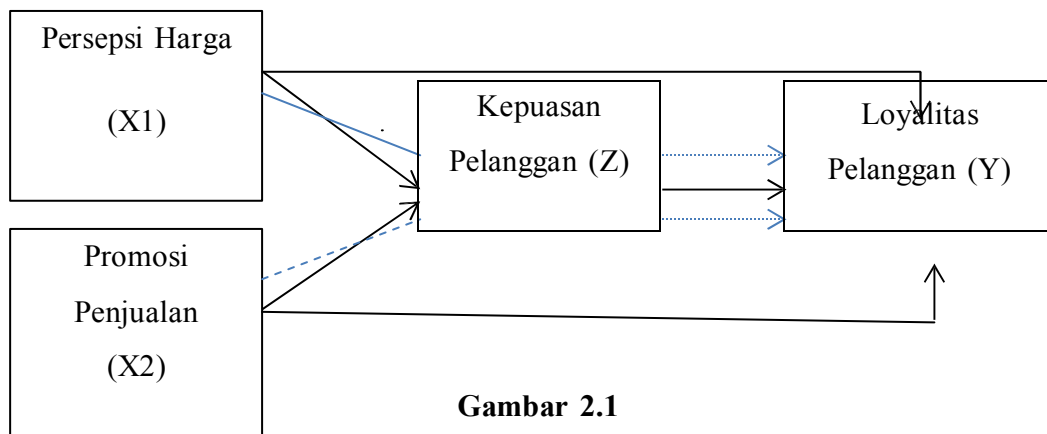 Persepsi Harga
(X1)
Kepuasan
Pelanggan (Z)
Loyalitas
Pelanggan (Y)
Promosi
Penjualan
(X2)
Gambar 2.1